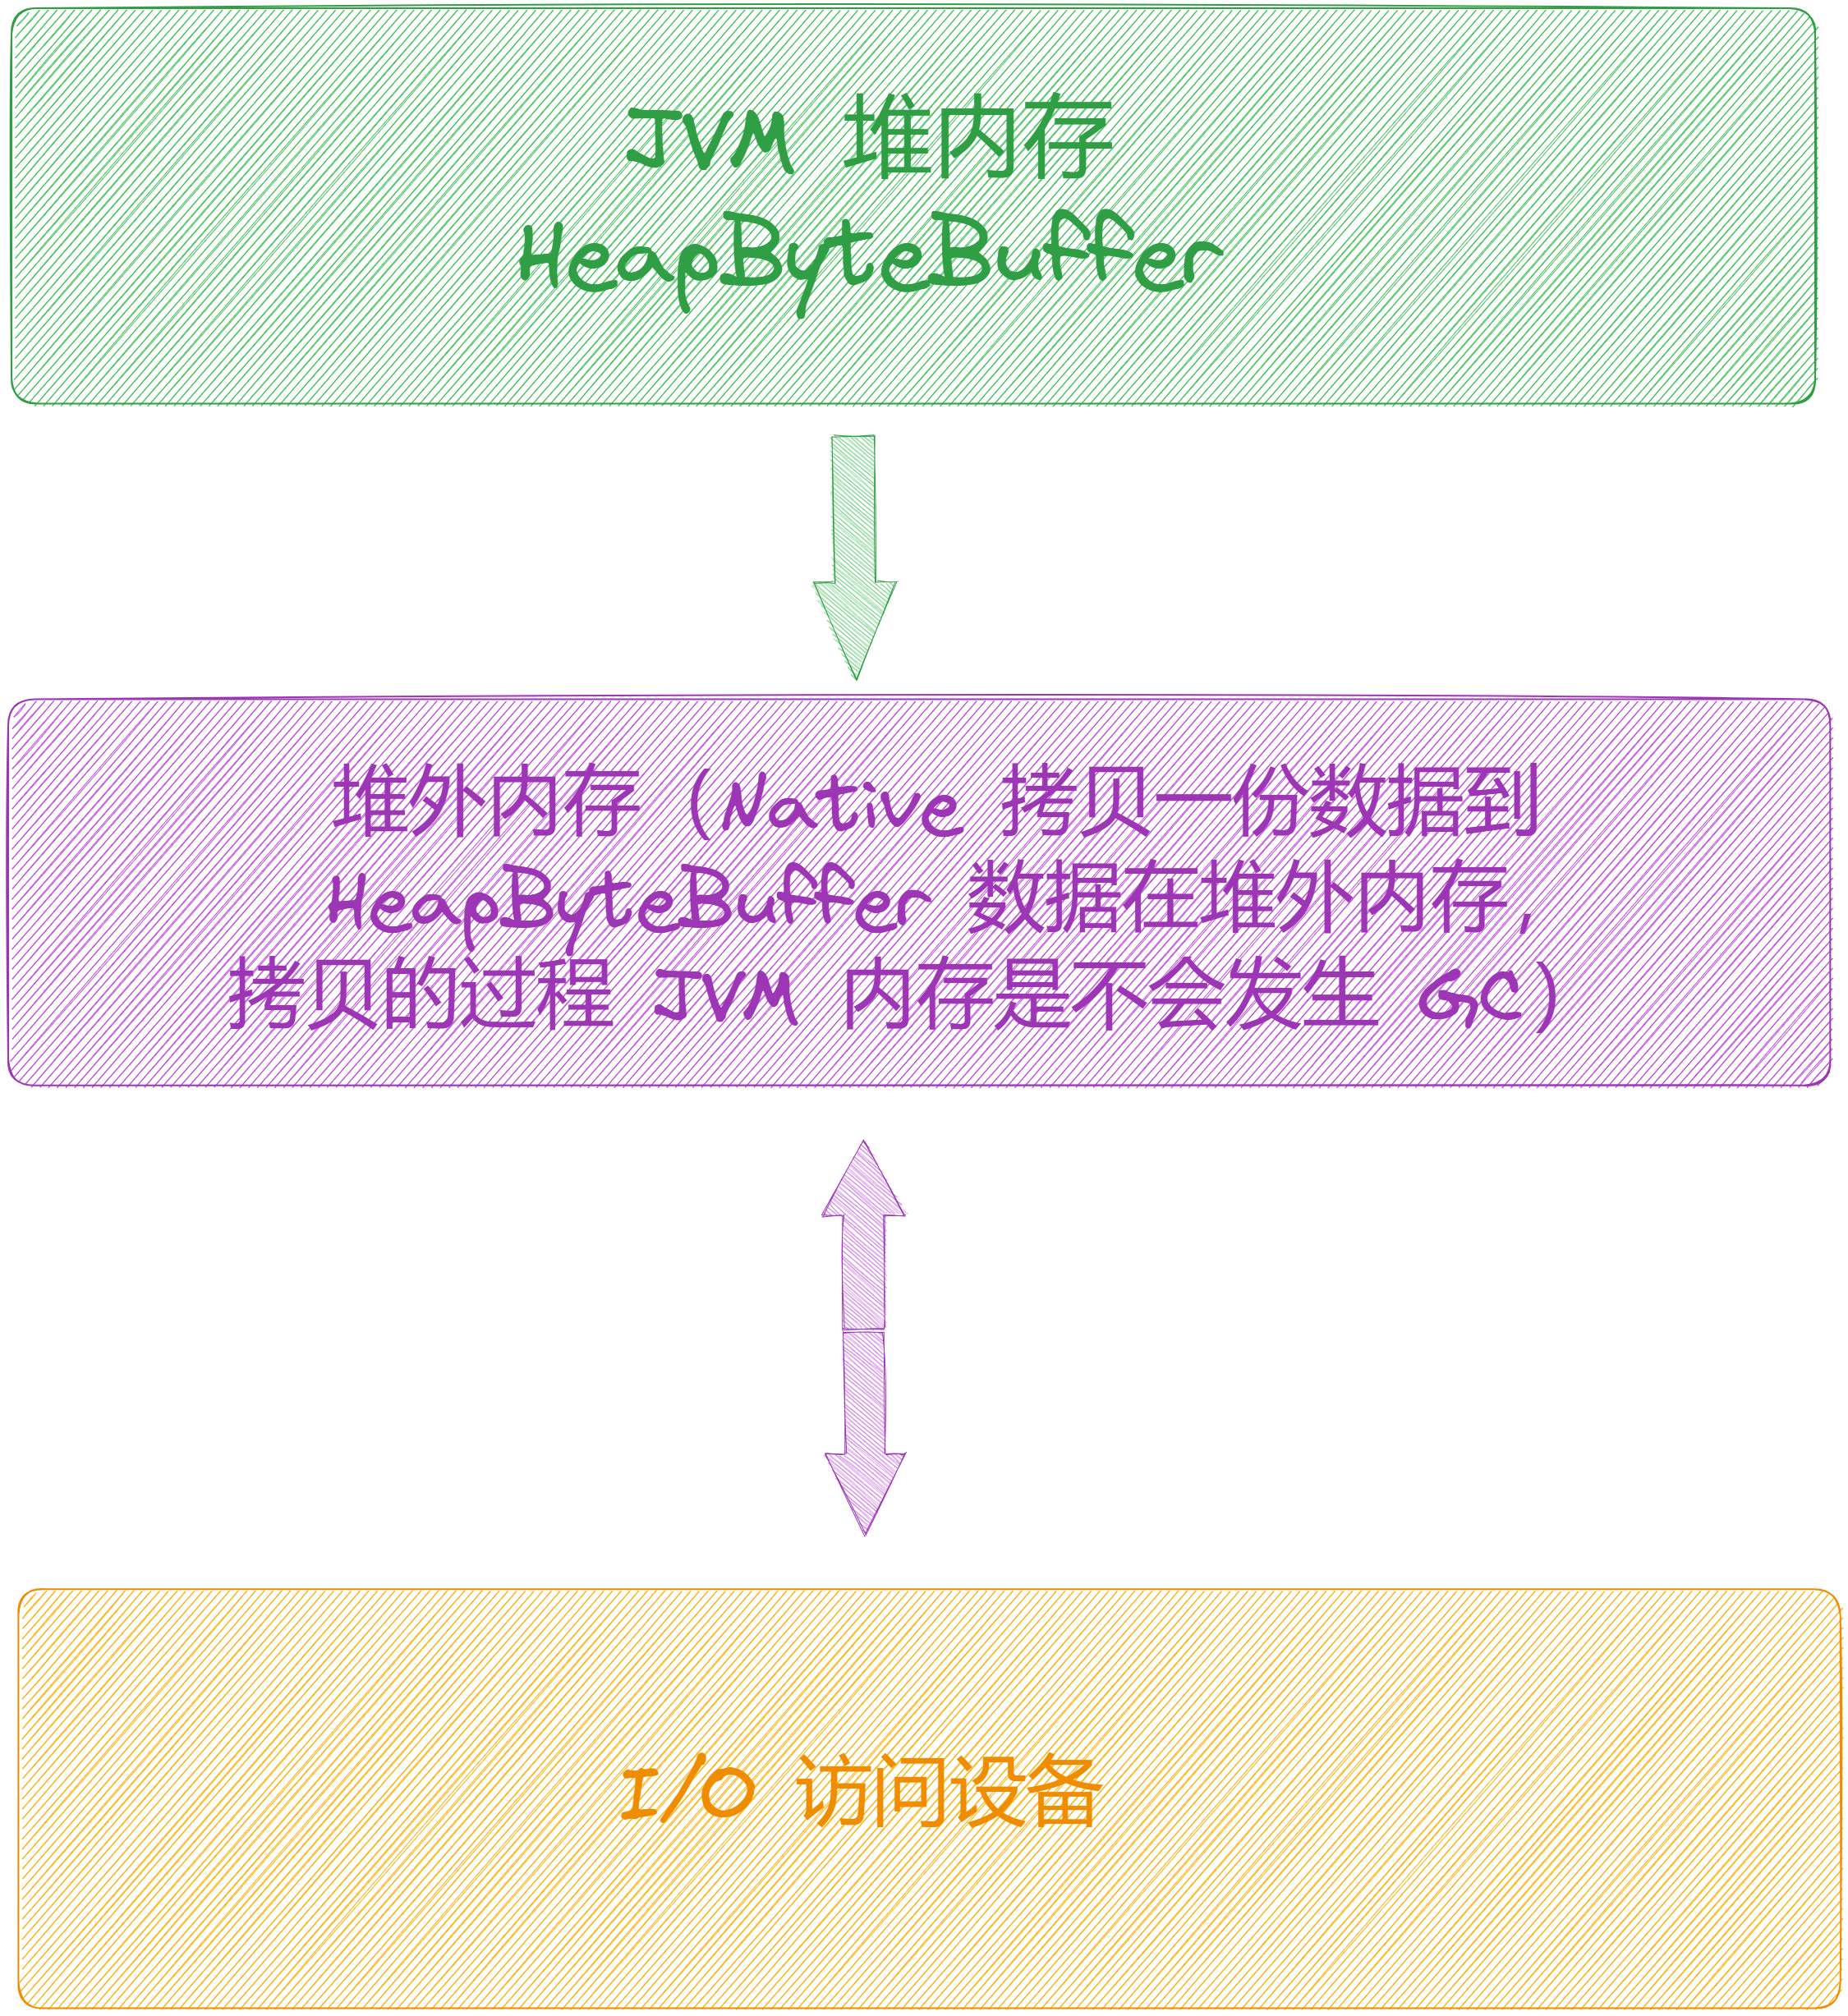 JVM 堆内存
HeapByteBuffer
堆外内存（Native 拷贝一份数据到
HeapByteBuffer 数据在堆外内存，
拷贝的过程 JVM 内存是不会发生 GC）
I/O 访问设备